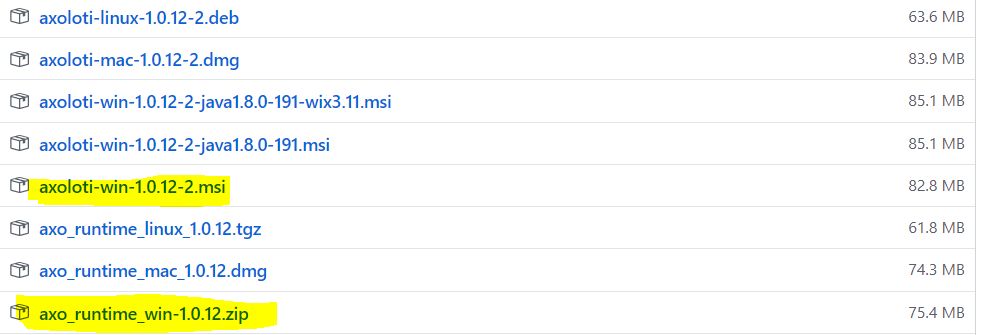 axoloti-linux-1.0.12-2.deb 63.6 MB
axoloti-mac-1.0.12-2.dmg 83.9 MB
axoloti-win-1.0.12-2-java1.8.0-191-wix3.11.msi 85.1 MB
axoloti-win-1.0.12-2-java1.8.0-191.msi 85.1 MB
axoloti-win-1.0.12-2.msi 82.8 MB
axo_runtime_linux_1.0.12.tgz 61.8 MB
axo_runtime_mac_1.0.12.dmg 74.3 MB
axo_runtime_win-1.0.12.zip 75.4 MB